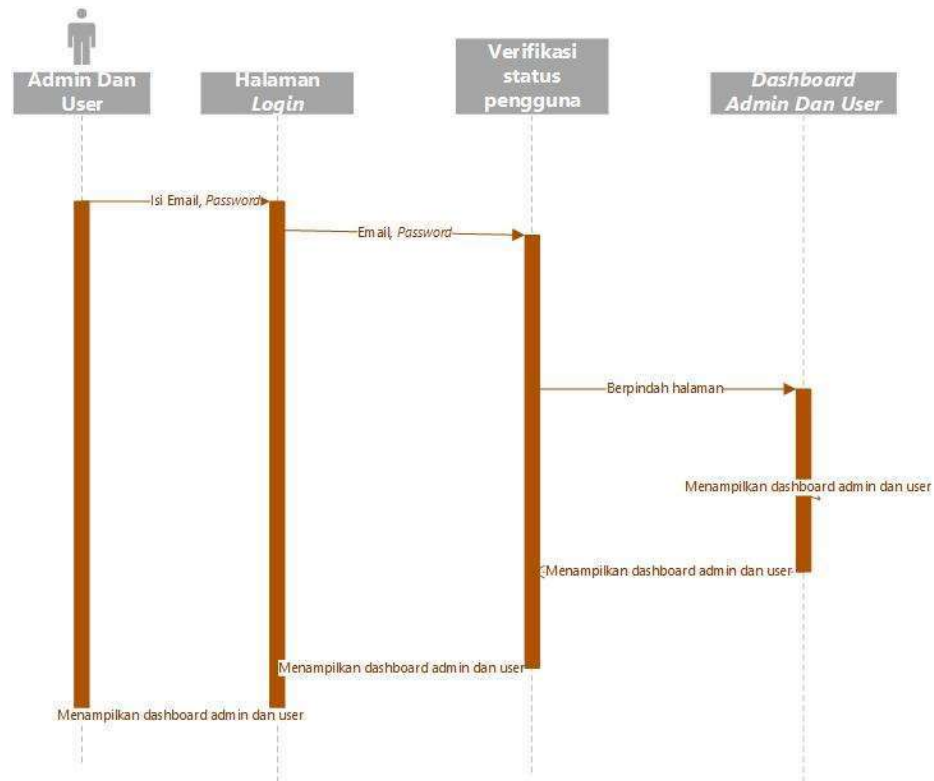 Admin Dan
User
Halaman
Login
Verifikasi
status
pengguna
Dashboard
Admin Dan User
Isi Email, Password
Email, Password
Berpindah halaman
Menampilkan dashboard admin dan user
Menampilkan dashboard admin dan user
Menampilkan dashboard admin dan user
Menampilkan dashboard admin dan user